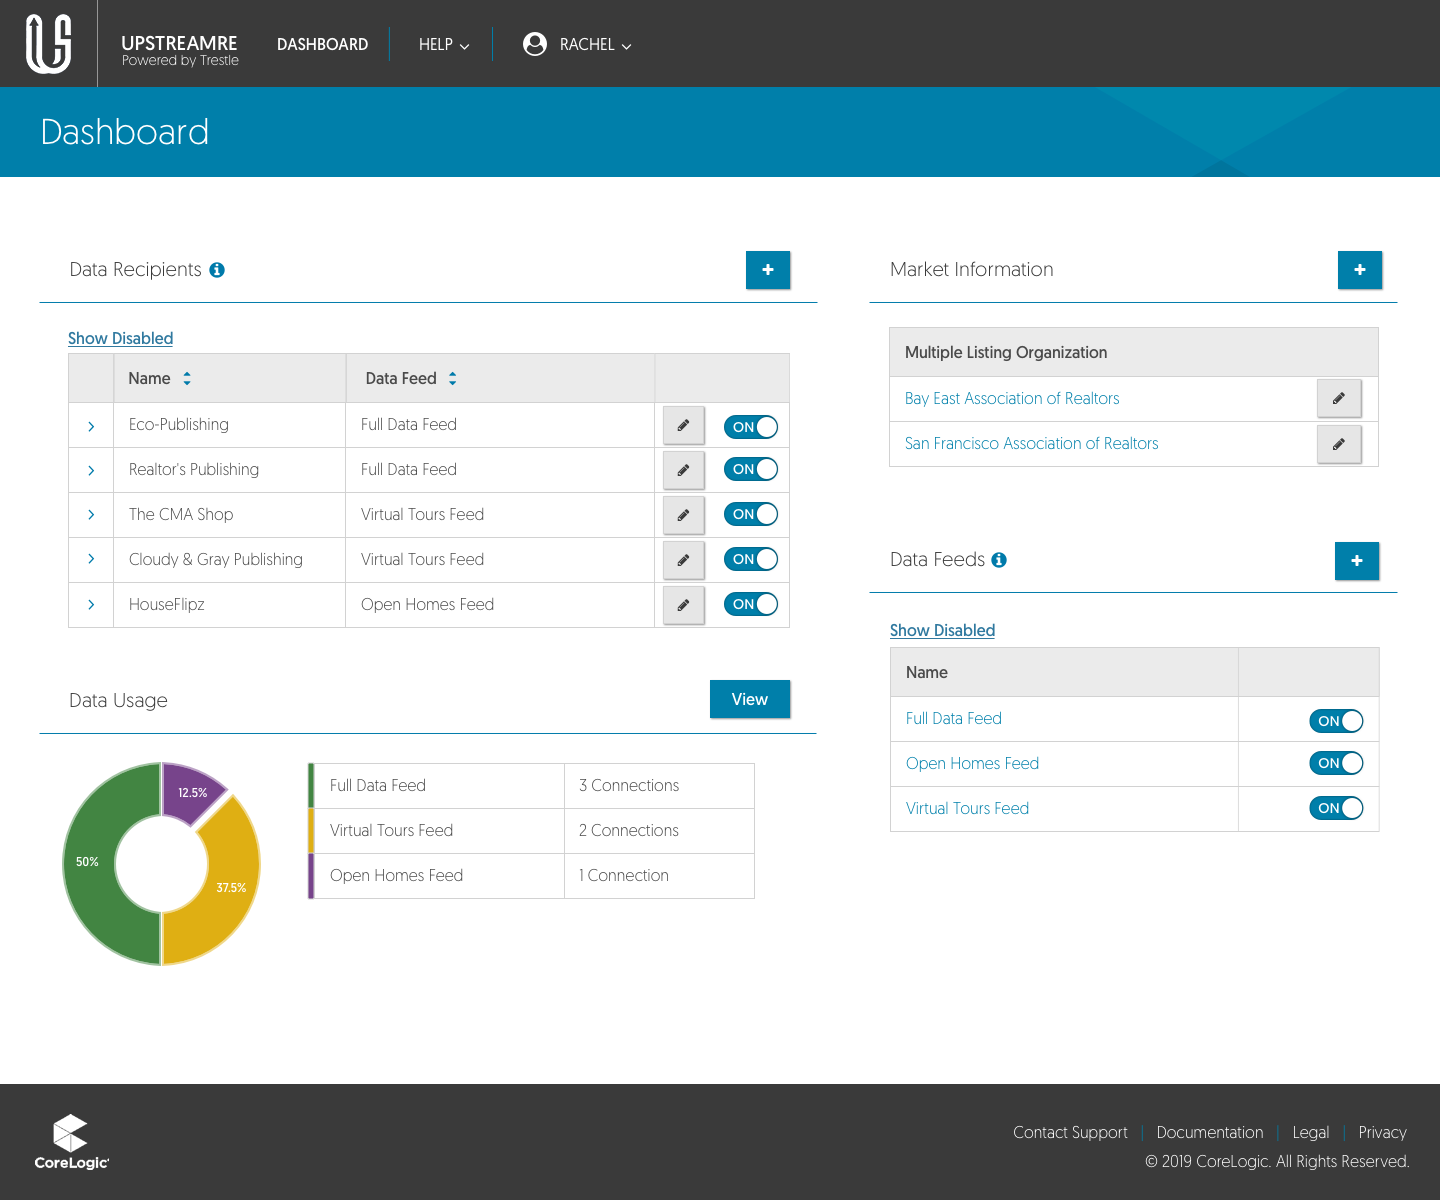 UPSTREAMRE
Powered by Trestle
DASHBOARD
HELP
RACHEL
Dashboard
Data Recipients
Show Disabled
Name Data Feed
Eco-Publishing Full Data Feed ON
Realtor's Publishing Full Data Feed ON
The CMA Shop Virtual Tours Feed ON
Cloudy & Gray Publishing Virtual Tours Feed ON
HouseFlipz Open Homes Feed ON
Data Usage View
12.5%
50%
37.5%
Full Data Feed 3 Connections
Virtual Tours Feed 2 Connections
Open Homes Feed 1 Connection
Market Information
Multiple Listing Organization
Bay East Association of Realtors
San Francisco Association of Realtors
Data Feeds
Show Disabled
Name
Full Data Feed ON
Open Homes Feed ON
Virtual Tours Feed ON
CoreLogic
Contact Support | Documentation | Legal | Privacy
© 2019 CoreLogic. All Rights Reserved.